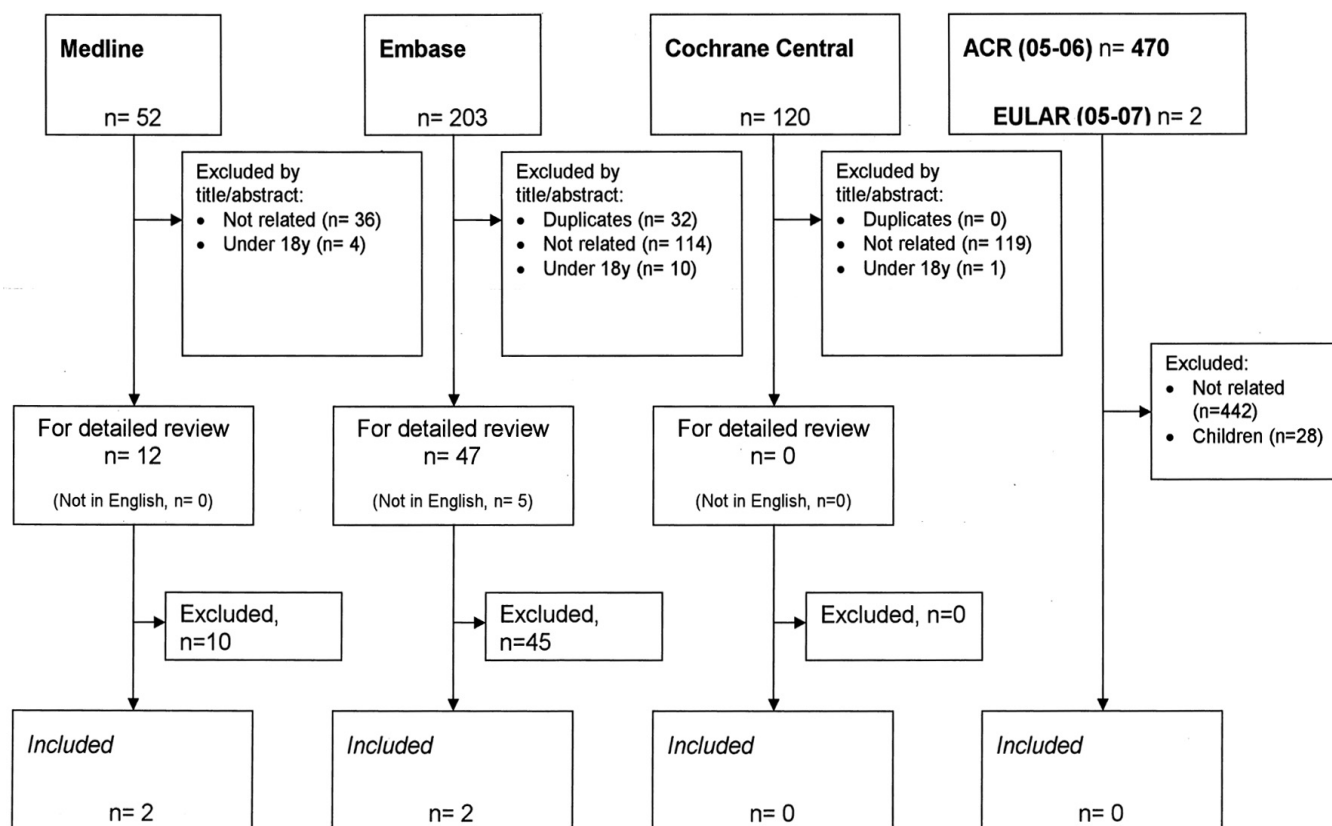 Medline
n= 52
Embase
n= 203
Cochrane Central
n= 120
ACR (05-06) n= 470
EULAR (05-07) n= 2
Excluded by
title/abstract:
• Not related (n= 36)
• Under 18y (n= 4)
Excluded by
title/abstract:
• Duplicates (n= 32)
• Not related (n= 114)
• Under 18y (n= 10)
Excluded by
title/abstract:
• Duplicates (n= 0)
• Not related (n= 119)
• Under 18y (n= 1)
Excluded:
• Not related
(n=442)
• Children (n=28)
For detailed review
n= 12
(Not in English, n= 0)
For detailed review
n= 47
(Not in English, n= 5)
For detailed review
n= 0
(Not in English, n=0)
Excluded,
n=10
Excluded,
n=45
Excluded, n=0
Included
n= 2
Included
n= 2
Included
n= 0
Included
n= 0